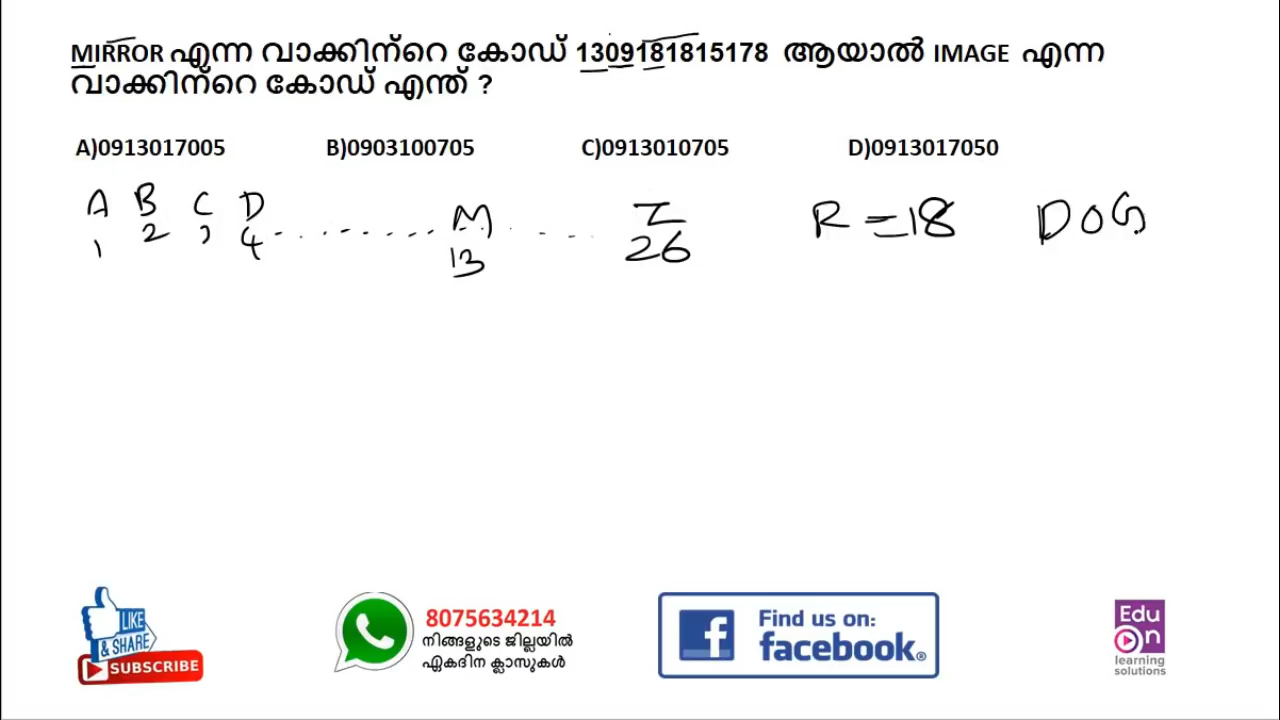 MIRROR എന്ന വാക്കിന്റെ കോഡ് 1309181815178 ആയാൽ IMAGE എന്ന
വാക്കിന്റെ കോഡ് എന്ത് ?
A)0913017005 B)0903100705 C)0913010705 D)0913017050
A B C D M Z R =18 DOG
1 2 3 4 ............ 13 ...... 26
LIKE & SHARE
SUBSCRIBE
8075634214
നിങ്ങളുടെ ജില്ലയിൽ
ഏകദിന ക്ലാസുകൾ
f Find us on:
facebook®
Edu
On
learning
solutions